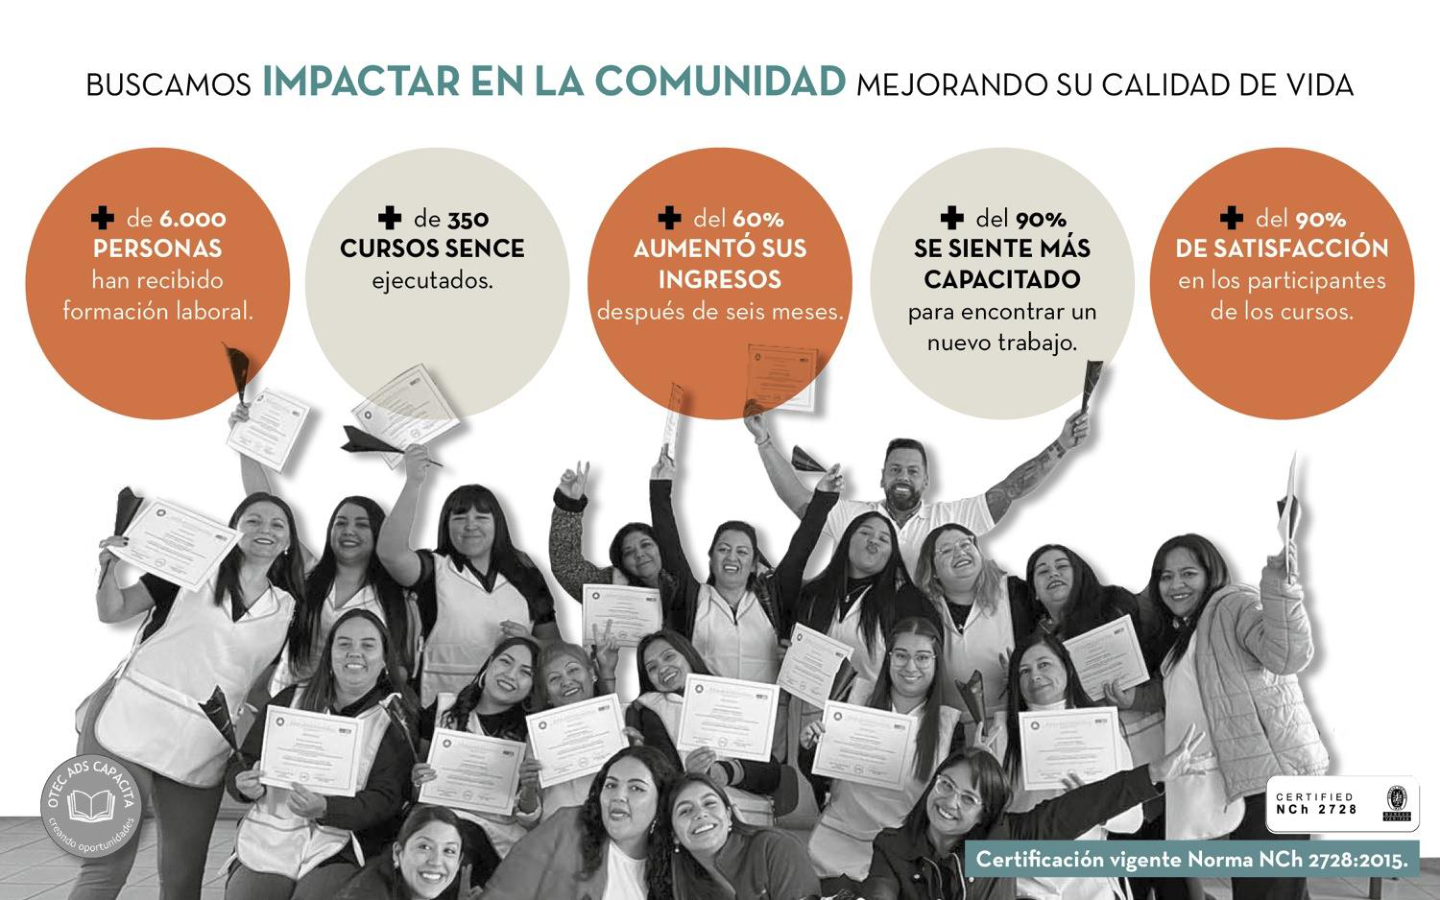 BUSCAMOS IMPACTAR EN LA COMUNIDAD MEJORANDO SU CALIDAD DE VIDA
+ de 6.000
PERSONAS
han recibido
formación laboral.
+ de 350
CURSOS SENCE
ejecutados.
+ del 60%
AUMENTÓ SUS
INGRESOS
después de seis meses.
+ del 90%
SE SIENTE MÁS
CAPACITADO
para encontrar un
nuevo trabajo.
+ del 90%
DE SATISFACCIÓN
en los participantes
de los cursos.
OTEC ADS CAPACITA
creando oportunidades
CERTIFIED
NCh 2728
Certificación vigente Norma NCh 2728:2015.